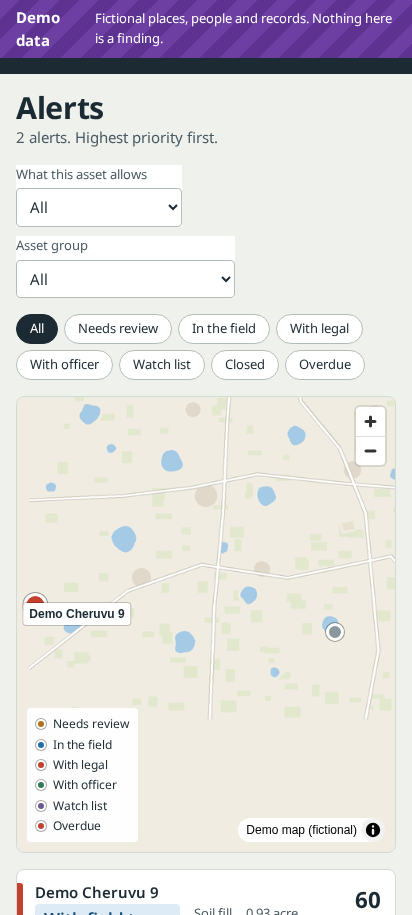 Demo data
Fictional places, people and records. Nothing here is a finding.
Alerts
2 alerts. Highest priority first.
What this asset allows
All
Asset group
All
All
Needs review
In the field
With legal
With officer
Watch list
Closed
Overdue
Demo Cheruvu 9
Needs review
In the field
With legal
With officer
Watch list
Overdue
Demo map (fictional)
Demo Cheruvu 9
Soil fill
0.93 acre
60